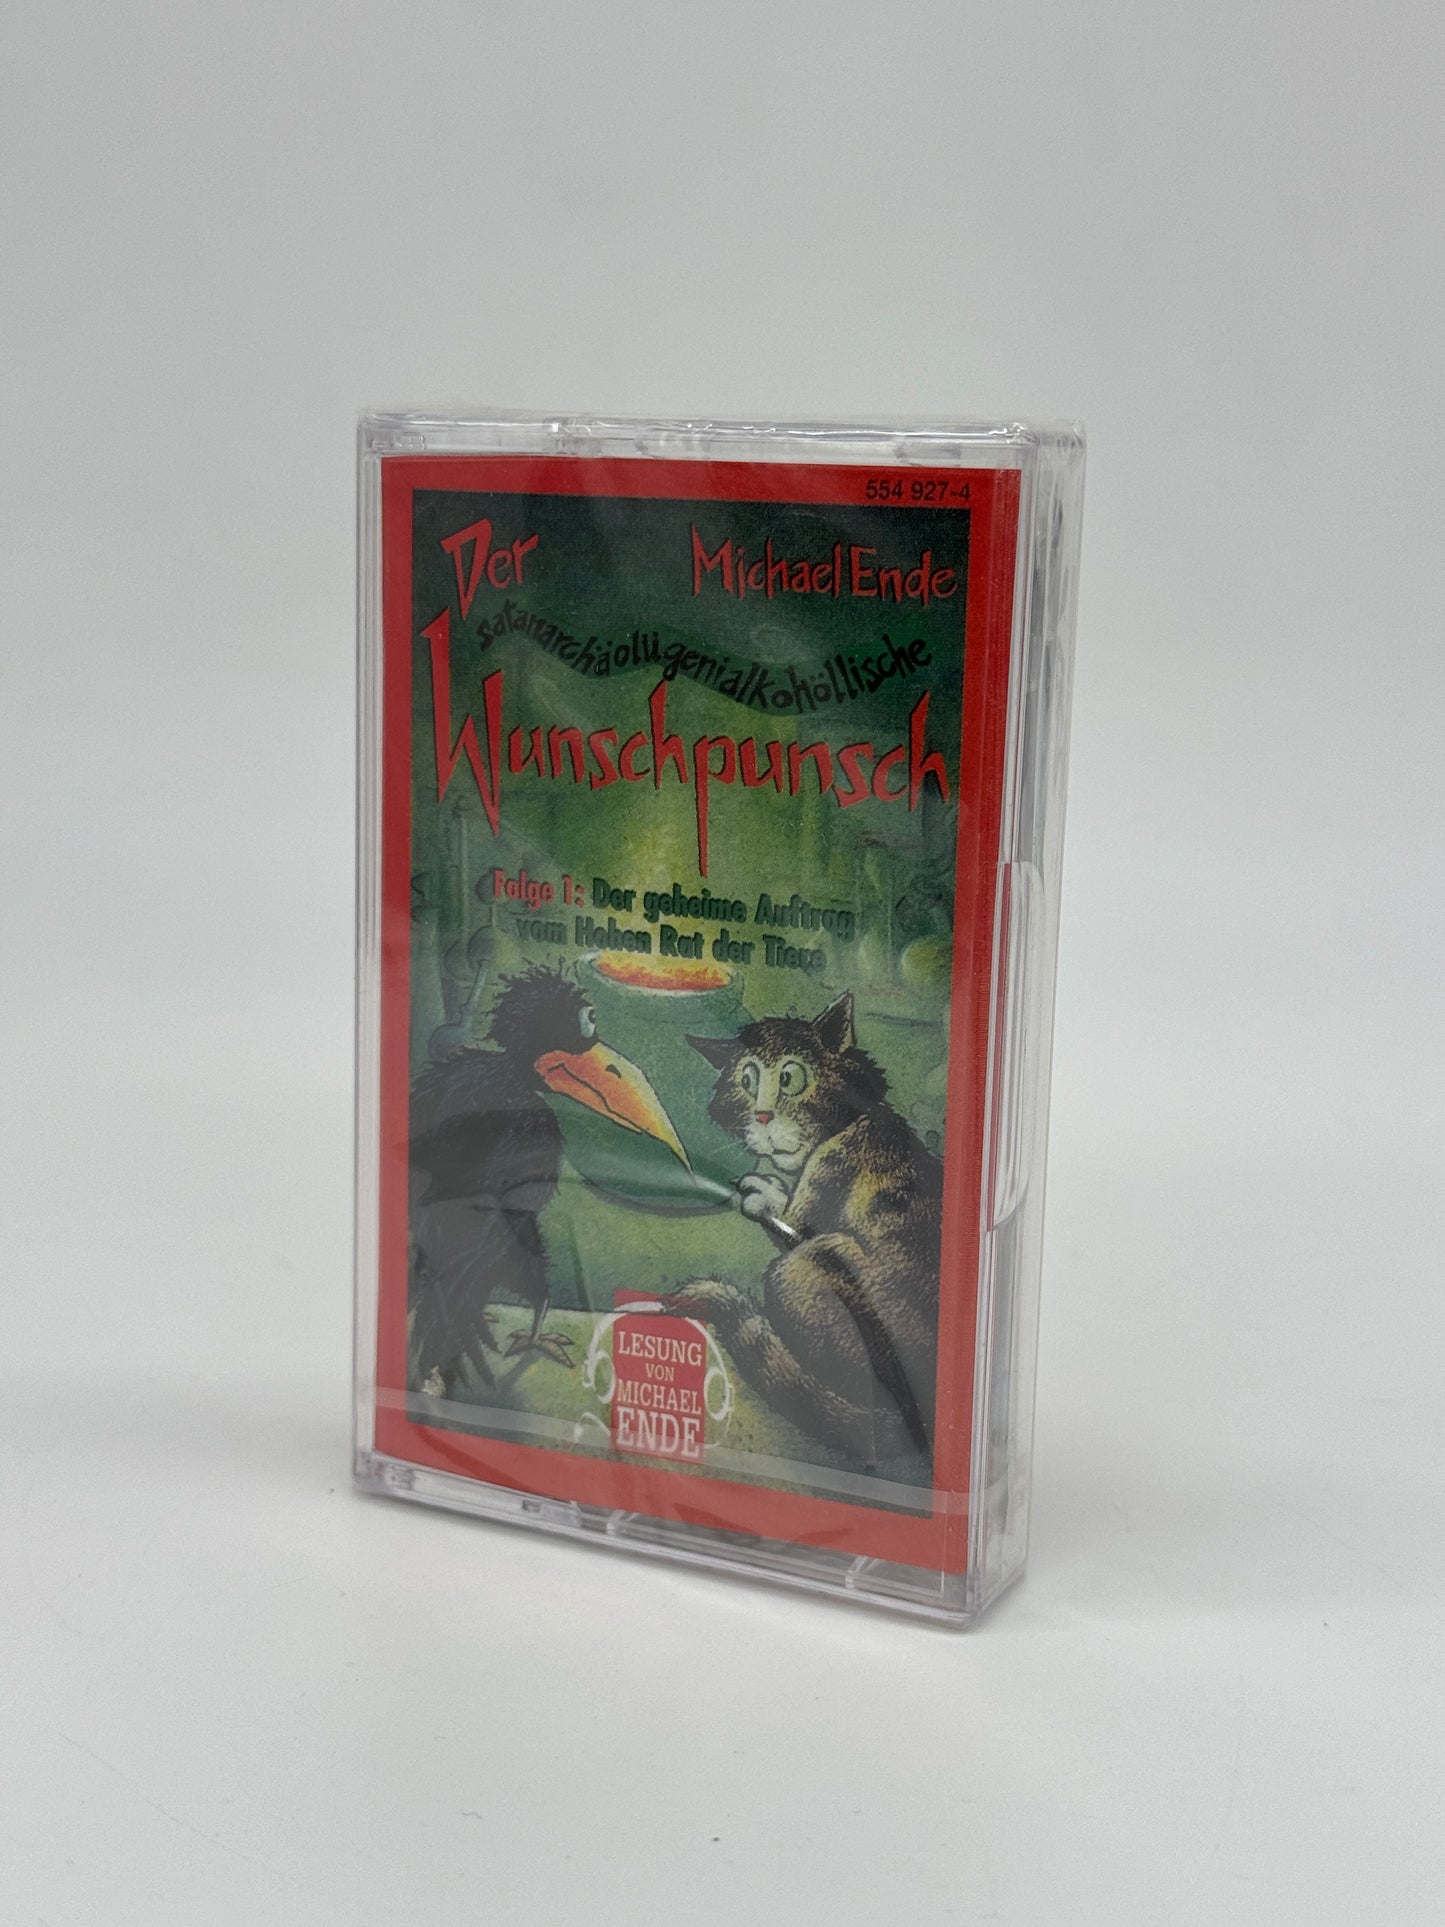 554 927-4
Der
Michael Ende
satanarchäolügenialkohöllische
Wunschpunsch
Folge 1: Der geheime Auftrag
vom Hohen Rat der Tiere
LESUNG
VON
MICHAEL
ENDE